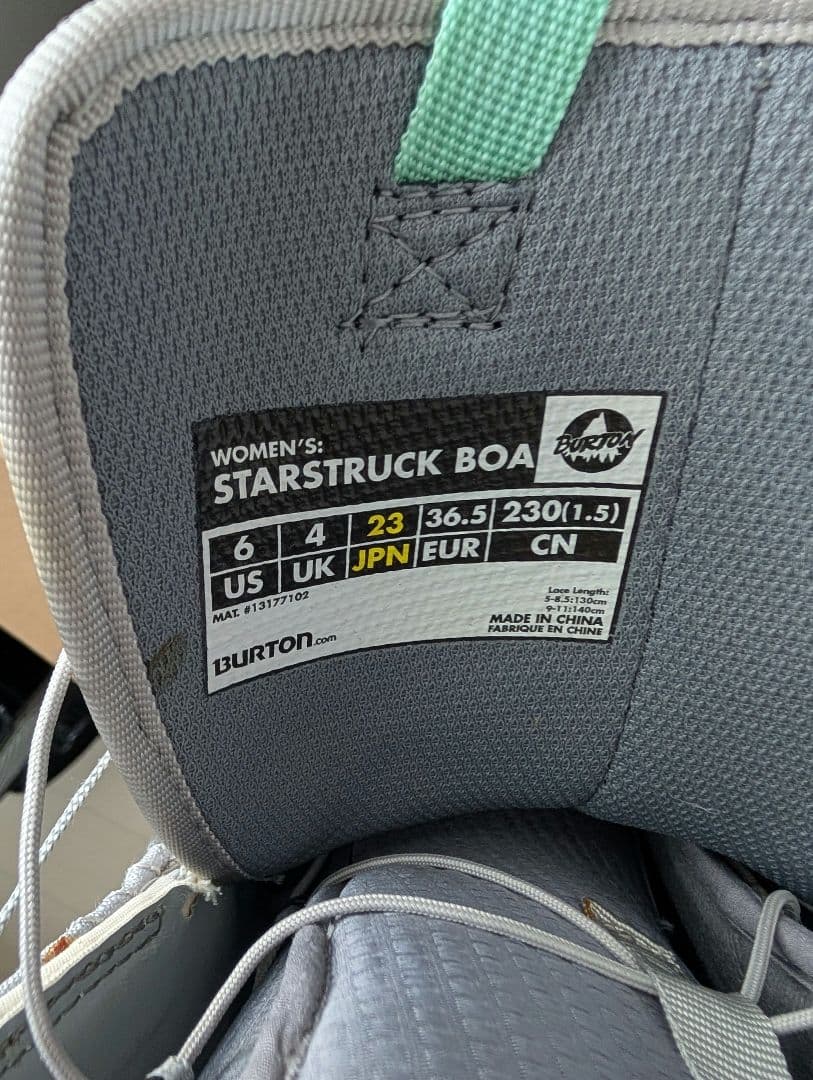 WOMEN'S:
STARSTRUCK BOA
BURTON
6 4 23 36.5 230(1.5)
US UK JPN EUR CN
MAT. #13177102
Lace Length:
5-8.5:130cm
9-11:140cm
MADE IN CHINA
FABRIQUE EN CHINE
BURTON.com